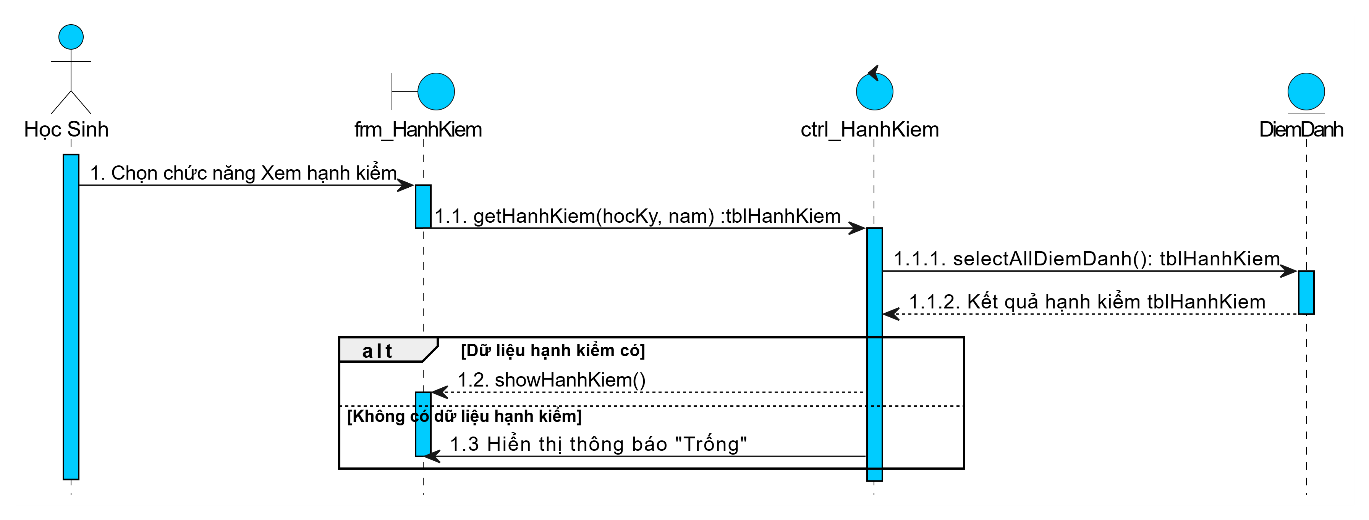 Học Sinh
frm_HanhKiem
ctrl_HanhKiem
DiemDanh
1. Chọn chức năng Xem hạnh kiểm
1.1. getHanhKiem(hocKy, nam) :tblHanhKiem
1.1.1. selectAllDiemDanh(): tblHanhKiem
1.1.2. Kết quả hạnh kiểm tblHanhKiem
alt
[Dữ liệu hạnh kiểm có]
1.2. showHanhKiem()
[Không có dữ liệu hạnh kiểm]
1.3 Hiển thị thông báo "Trống"